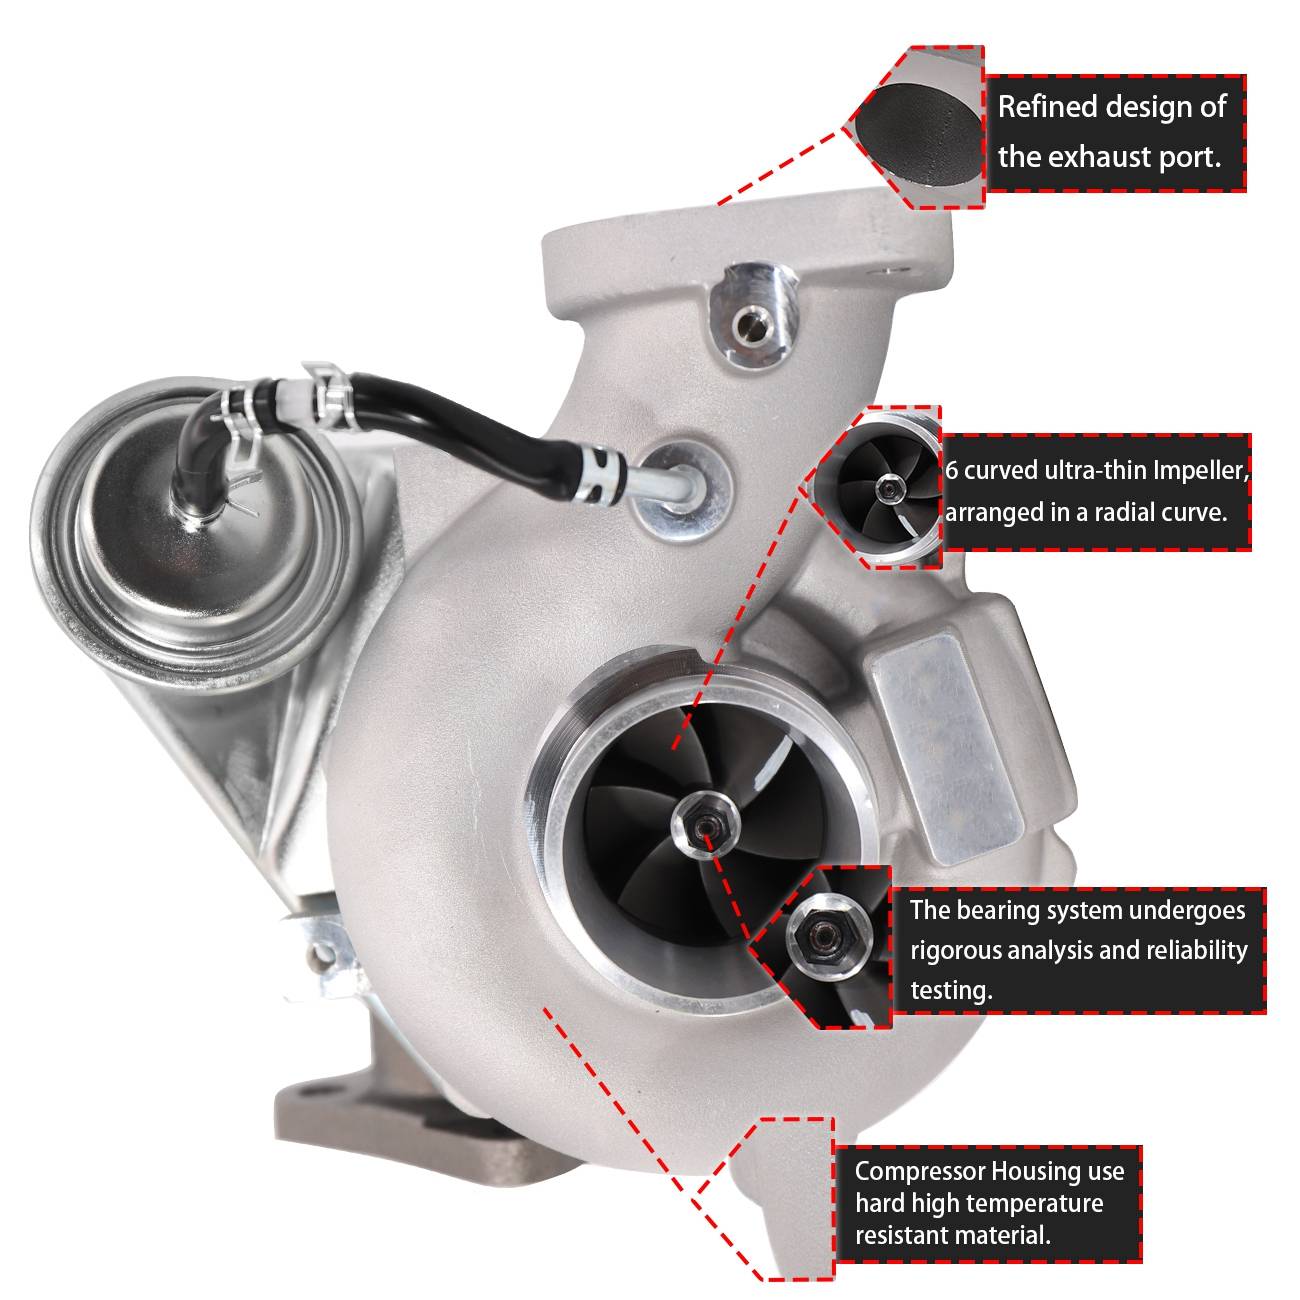 Refined design of
the exhaust port.
6 curved ultra-thin Impeller,
arranged in a radial curve.
The bearing system undergoes
rigorous analysis and reliability
testing.
Compressor Housing use
hard high temperature
resistant material.